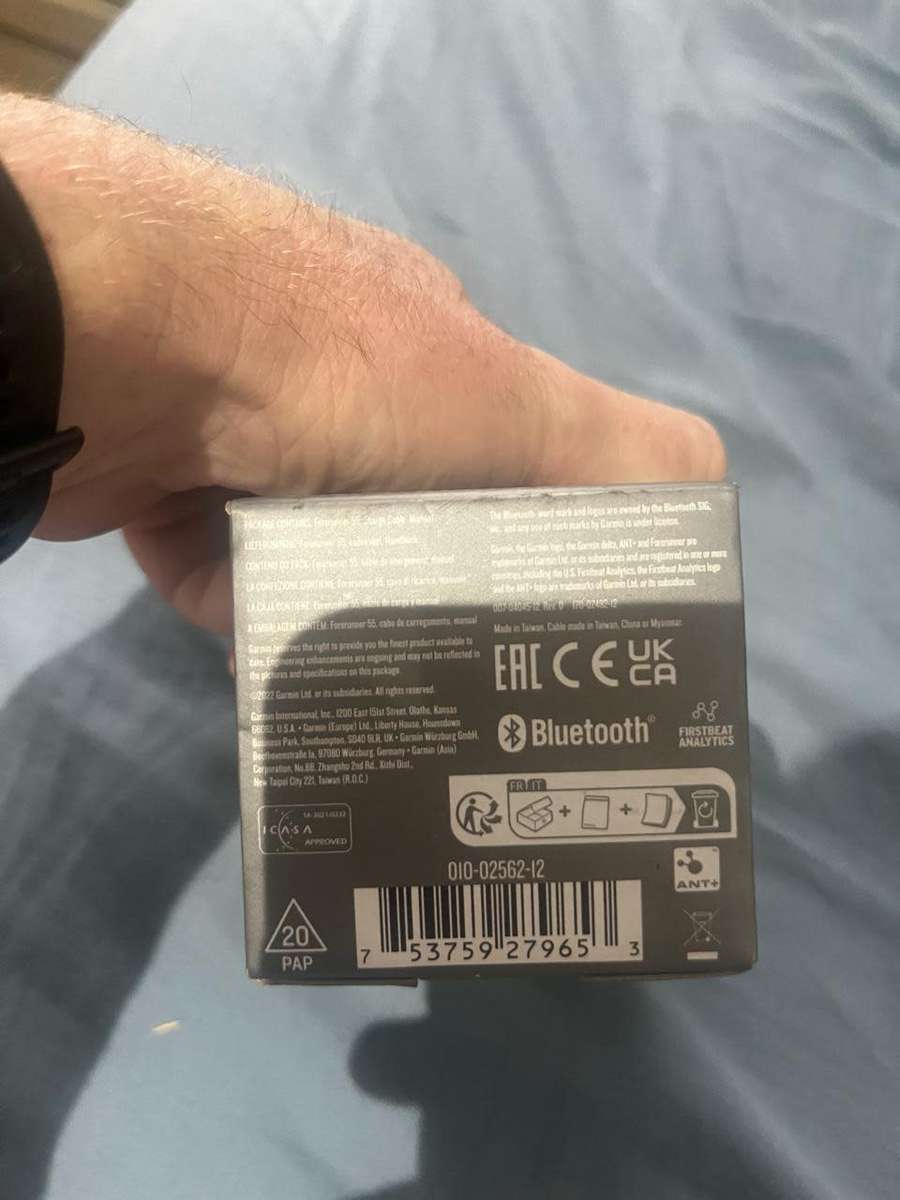 PACKAGE CONTAINS: Forerunner 55, charge Cable, Manual
LIEFERUMFANG: Forerunner 55, Handbuch
CONTENU DU PACK: Forerunner 55, manuel
LA CONFEZIONE CONTIENE: Forerunner 55, cavo di ricarica, manuale
LA CAJA CONTIENE: Forerunner 55, cable de carga y manual
A EMBALAGEM CONTÉM: Forerunner 55, cabo de carregamento, manual
Garmin reserves the right to provide you the finest product available to
date. Engineering enhancements are ongoing and may not be reflected in
the pictures and specifications on this package.
©2022 Garmin Ltd. or its subsidiaries. All rights reserved.
Garmin International, Inc., 1200 East 151st Street, Olathe, Kansas
66062, U.S.A. • Garmin (Europe) Ltd., Liberty House, Hounsdown
Business Park, Southampton, SO40 9LR, UK • Garmin Würzburg GmbH,
Beethovenstraße 1a, 97080 Würzburg, Germany • Garmin (Asia)
Corporation, No.68, Zhangshu 2nd Rd., Xizhi Dist.,
New Taipei City 221, Taiwan (R.O.C.)
The Bluetooth word mark and logos are owned by the Bluetooth SIG,
Inc. and any use of such marks by Garmin is under license.
Garmin, the Garmin logo, the Garmin delta, ANT+ and Forerunner are
trademarks of Garmin Ltd. or its subsidiaries and are registered in one or more
countries, including the U.S. Firstbeat Analytics, the Firstbeat Analytics logo
and the ANT+ logo are trademarks of Garmin Ltd. or its subsidiaries.
Made in Taiwan, Cable made in Taiwan, China or Myanmar.
EAC CE UK
CA
Bluetooth®
FIRSTBEAT
ANALYTICS
FR IT
ICASA
APPROVED
010-02562-12
ANT+
20
PAP
7 53759 27965 3